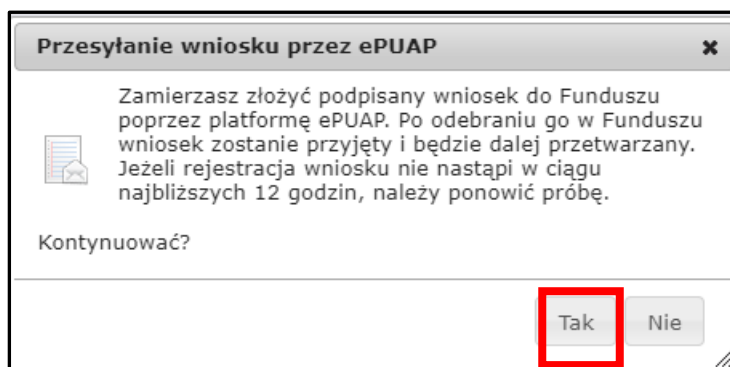 Przesyłanie wniosku przez ePUAP
Zamierzasz złożyć podpisany wniosek do Funduszu
poprzez platformę ePUAP. Po odebraniu go w Funduszu
wniosek zostanie przyjęty i będzie dalej przetwarzany.
Jeżeli rejestracja wniosku nie nastąpi w ciągu
najbliższych 12 godzin, należy ponowić próbę.
Kontynuować?
Tak Nie